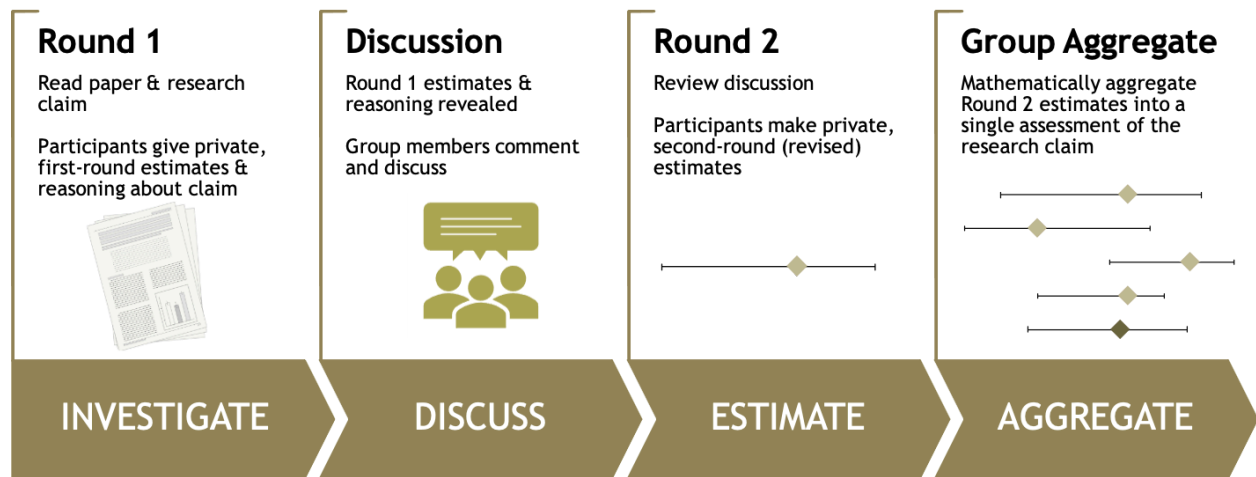 Round 1
Read paper & research
claim
Participants give private,
first-round estimates &
reasoning about claim
INVESTIGATE
Discussion
Round 1 estimates &
reasoning revealed
Group members comment
and discuss
DISCUSS
Round 2
Review discussion
Participants make private,
second-round (revised)
estimates
ESTIMATE
Group Aggregate
Mathematically aggregate
Round 2 estimates into a
single assessment of the
research claim
AGGREGATE